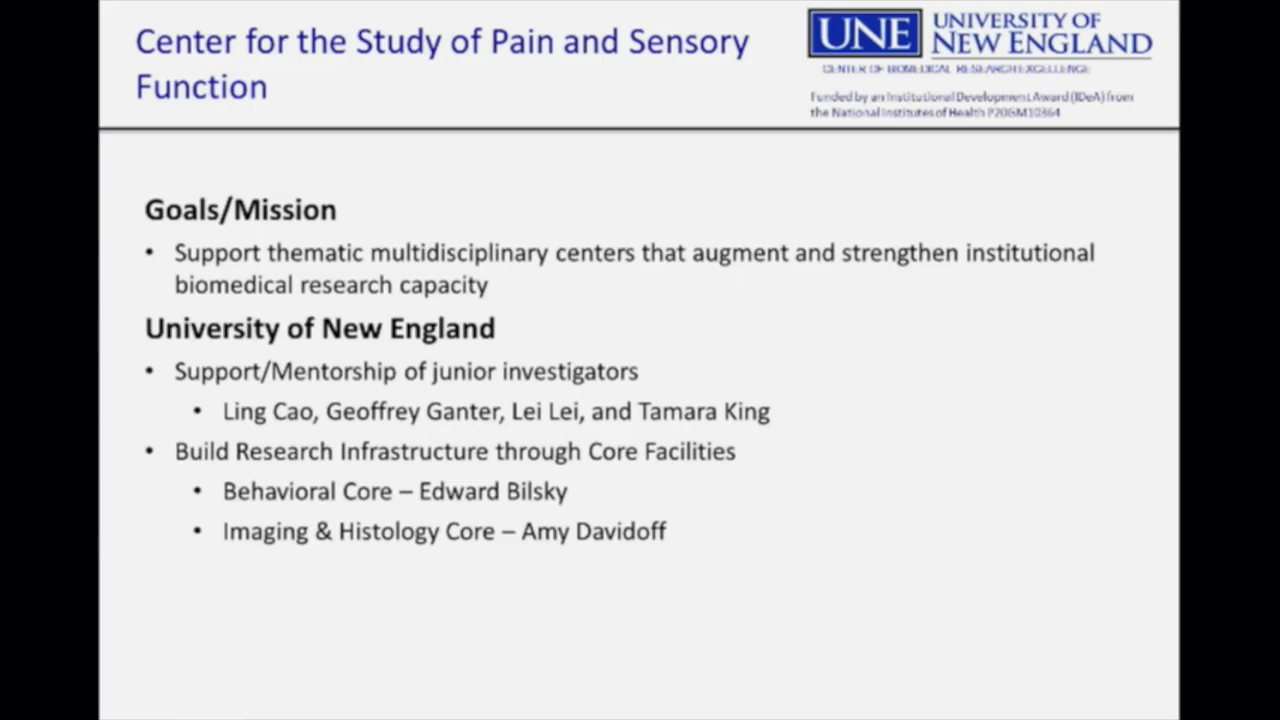 Center for the Study of Pain and Sensory
Function
UNE UNIVERSITY OF
NEW ENGLAND
CENTER OF BIOMEDICAL RESEARCH EXCELLENCE
Funded by an Institutional Development Award (IDeA) from
the National Institutes of Health P20GM10364
Goals/Mission
• Support thematic multidisciplinary centers that augment and strengthen institutional
biomedical research capacity
University of New England
• Support/Mentorship of junior investigators
• Ling Cao, Geoffrey Ganter, Lei Lei, and Tamara King
• Build Research Infrastructure through Core Facilities
• Behavioral Core – Edward Bilsky
• Imaging & Histology Core – Amy Davidoff